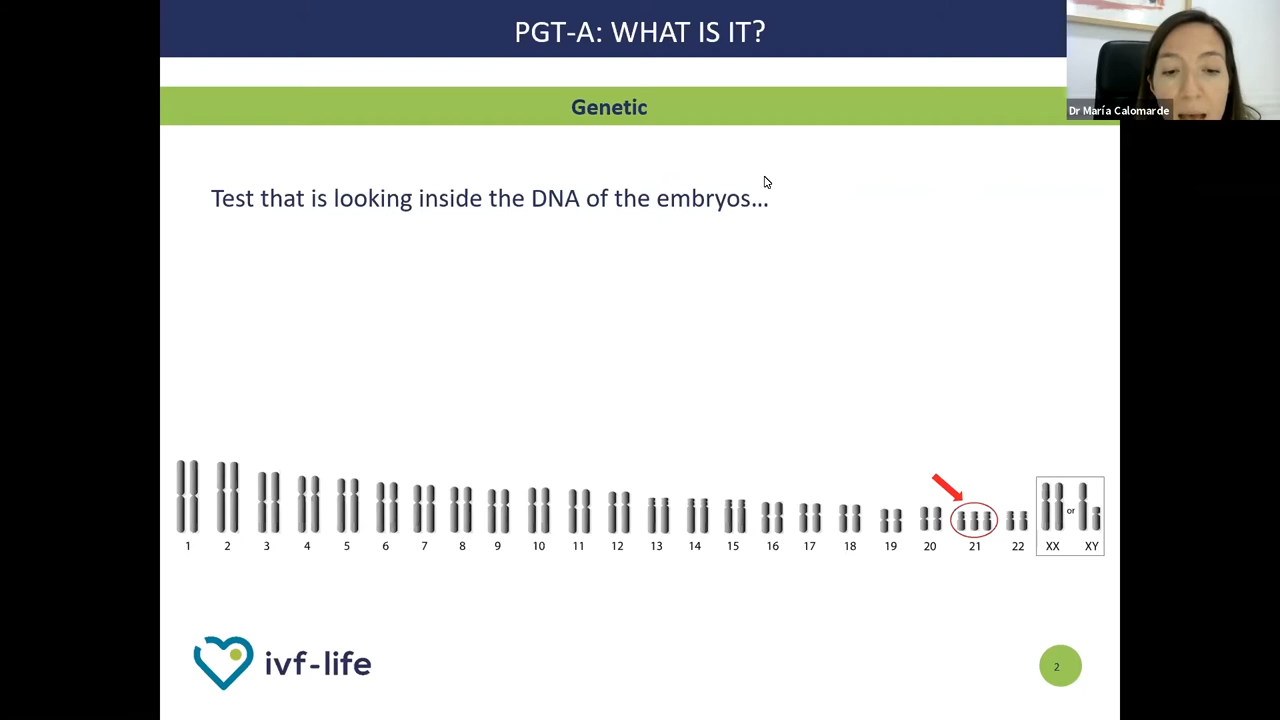 PGT-A: WHAT IS IT?
Dr María Calomarde
Genetic
Test that is looking inside the DNA of the embryos...
or
1 2 3 4 5 6 7 8 9 10 11 12 13 14 15 16 17 18 19 20 21 22 XX XY
ivf-life
2